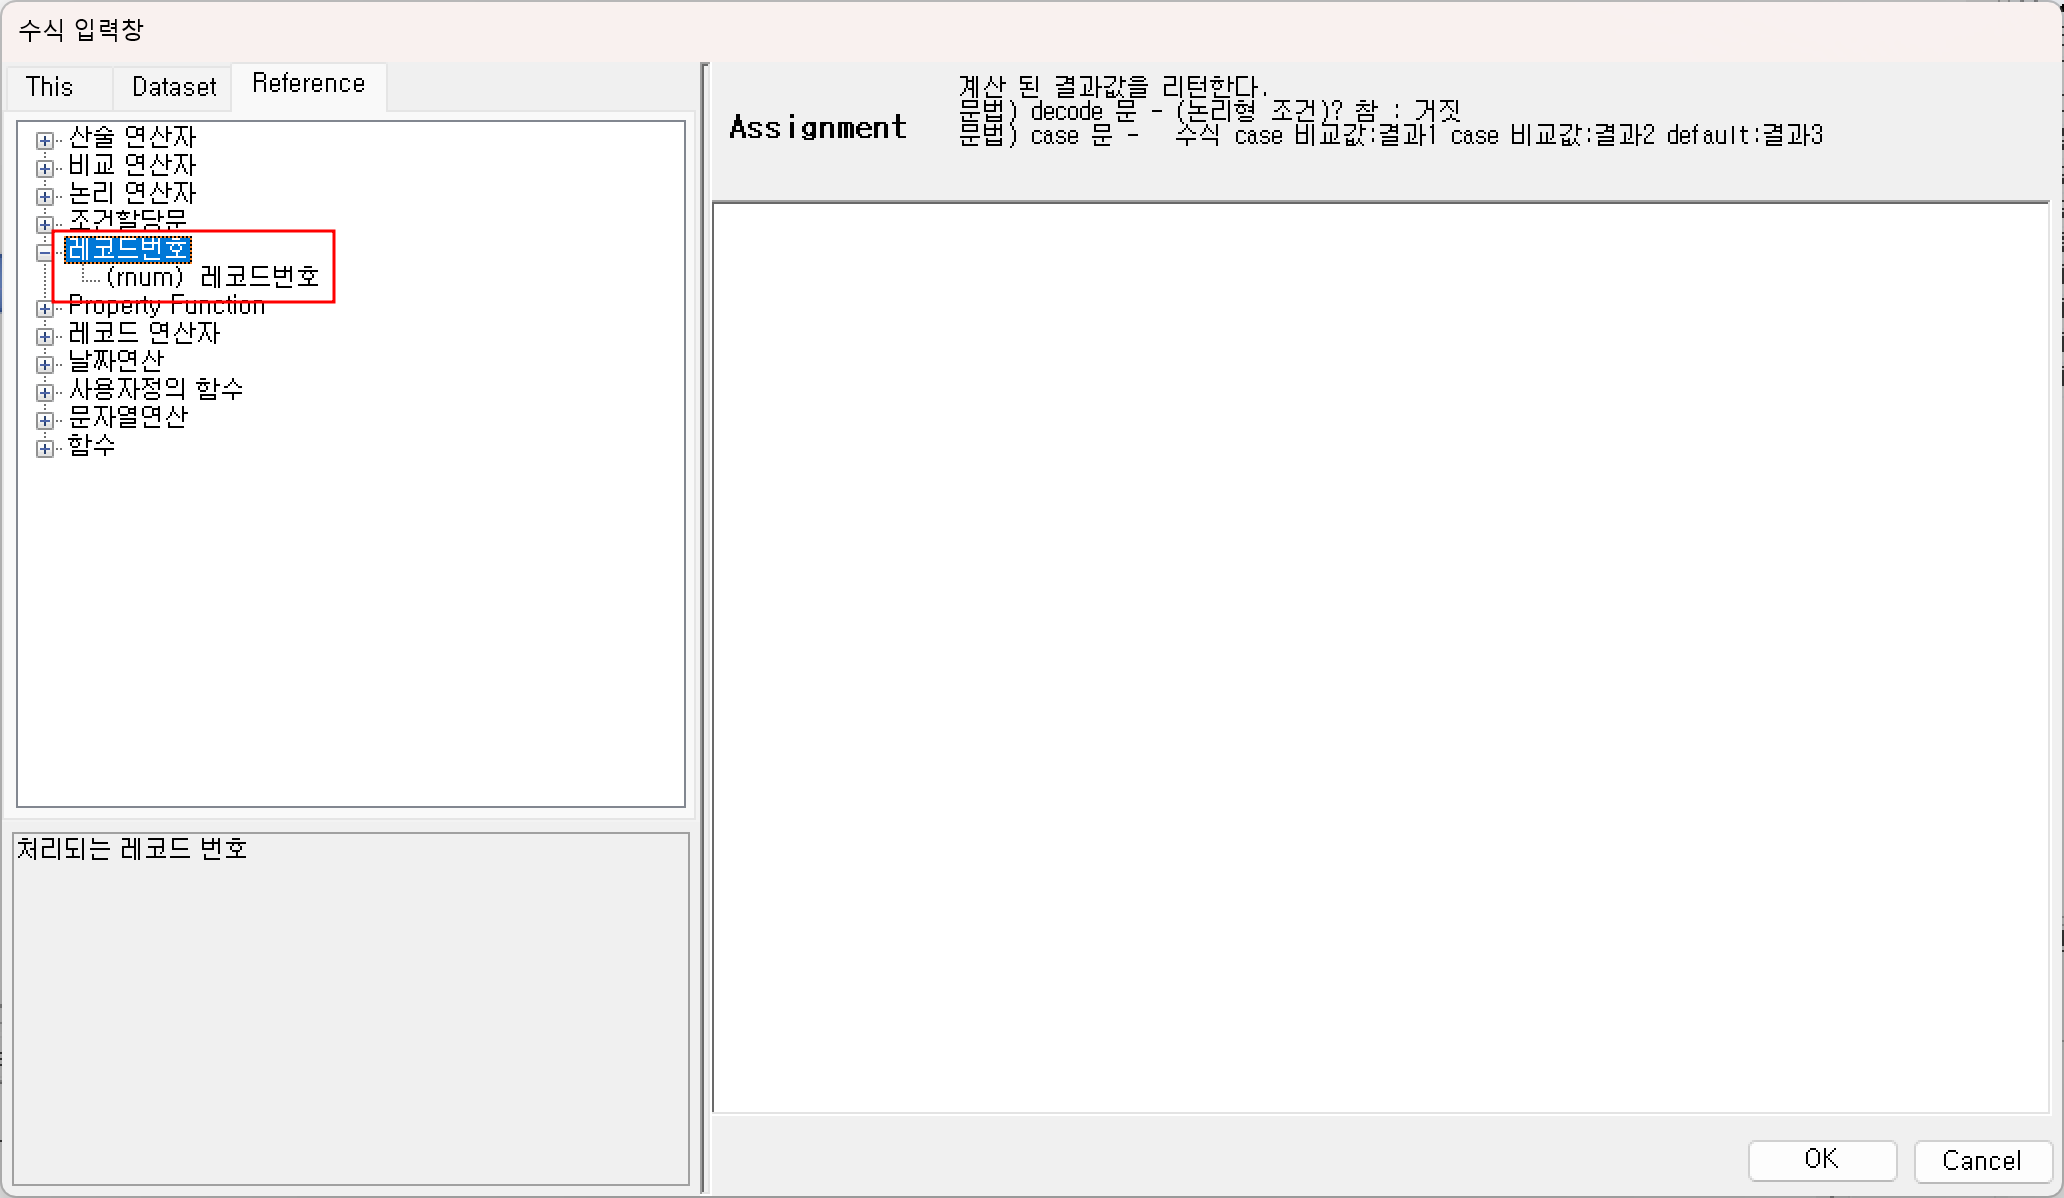 수식 입력창
This Dataset Reference
산술 연산자
비교 연산자
논리 연산자
조건할당문
레코드번호
(rnum) 레코드번호
Property Function
레코드 연산자
날짜연산
사용자정의 함수
문자열연산
함수
처리되는 레코드 번호
Assignment
계산 된 결과값을 리턴한다.
문법) decode 문 - (논리형 조건)? 참 : 거짓
문법) case 문 - 수식 case 비교값:결과1 case 비교값:결과2 default:결과3
OK Cancel